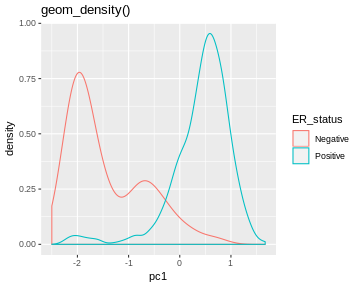 geom_density()
1.00
0.75
0.50
0.25
0.00
density
-2
-1
0
1
pc1
ER_status
Negative
Positive